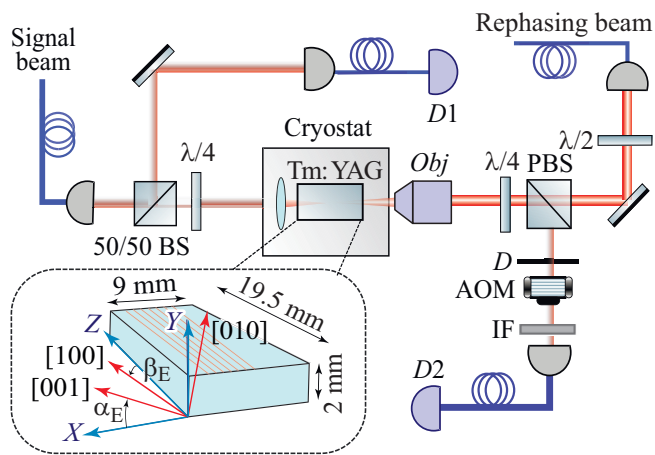 Signal
beam
Rephasing beam
D1
Cryostat
λ/4
Tm: YAG
Obj
λ/4
PBS
λ/2
50/50 BS
D
AOM
IF
D2
9 mm
19.5 mm
2 mm
Z
Y
[010]
[100]
β_E
[001]
α_E
X